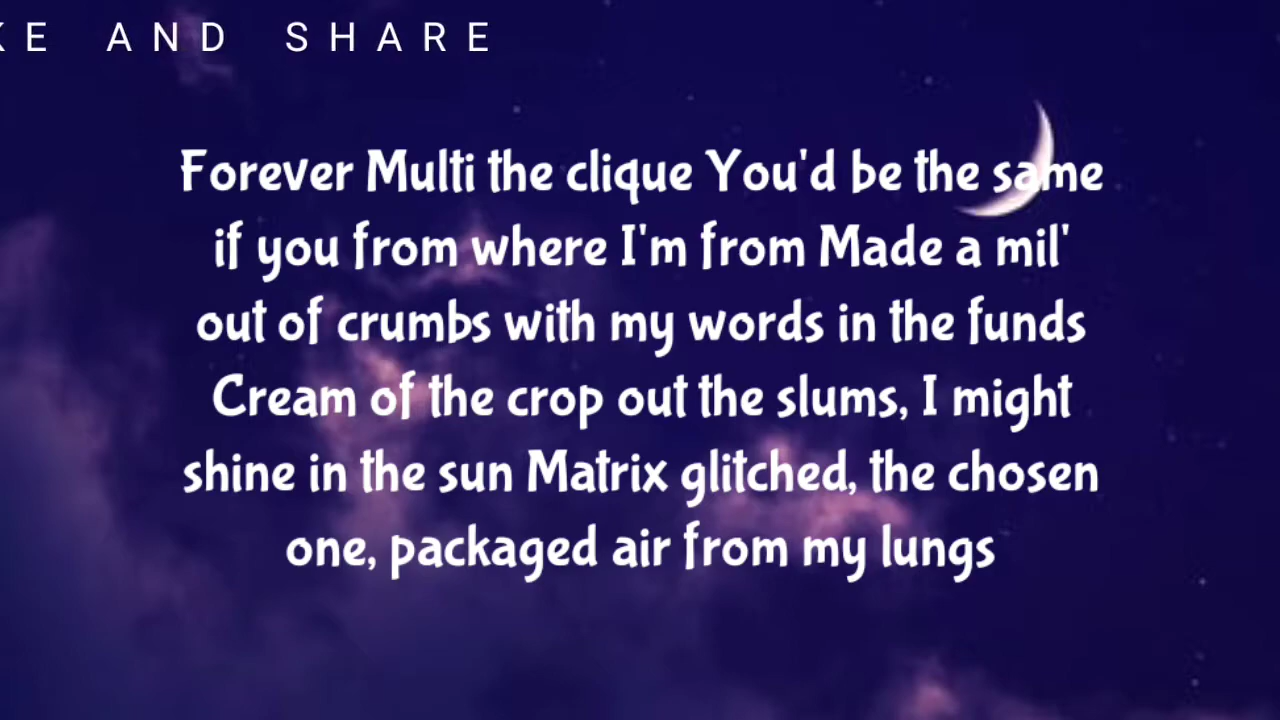 KE AND SHARE
Forever Multi the clique You'd be the same
if you from where I'm from Made a mil'
out of crumbs with my words in the funds
Cream of the crop out the slums, I might
shine in the sun Matrix glitched, the chosen
one, packaged air from my lungs